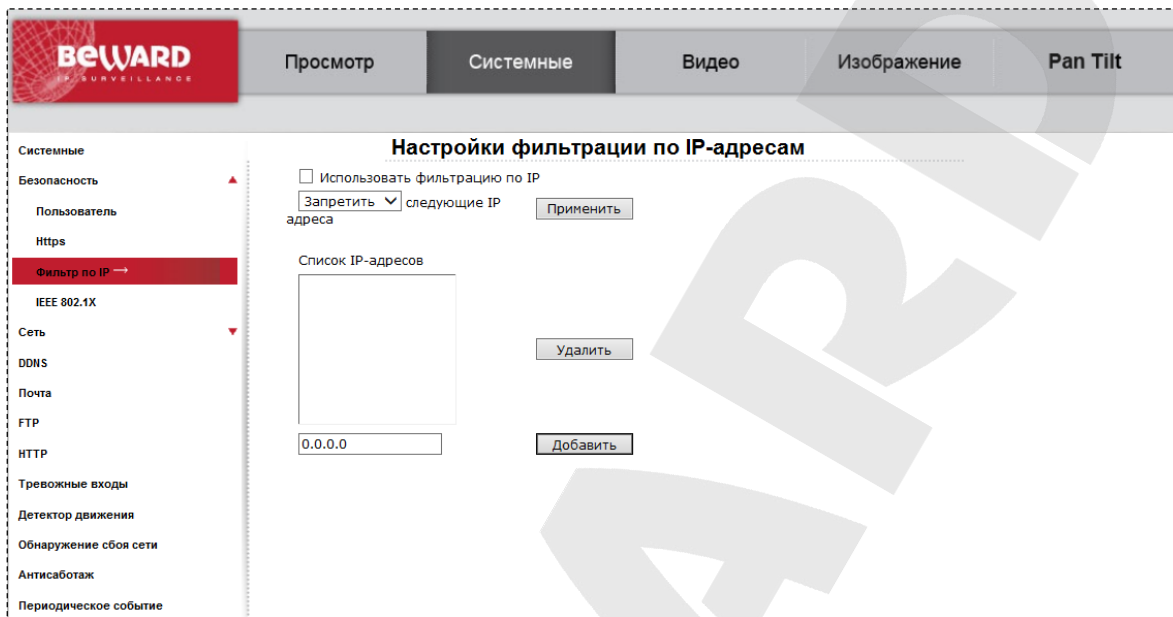 BEWARD
IP SURVEILLANCE
Просмотр
Системные
Видео
Изображение
Pan Tilt
Системные
Безопасность
Пользователь
Https
Фильтр по IP →
IEEE 802.1X
Сеть
DDNS
Почта
FTP
HTTP
Тревожные входы
Детектор движения
Обнаружение сбоя сети
Антисаботаж
Периодическое событие
Настройки фильтрации по IP-адресам
Использовать фильтрацию по IP
Запретить следующие IP
адреса
Применить
Список IP-адресов
Удалить
0.0.0.0
Добавить
ARD